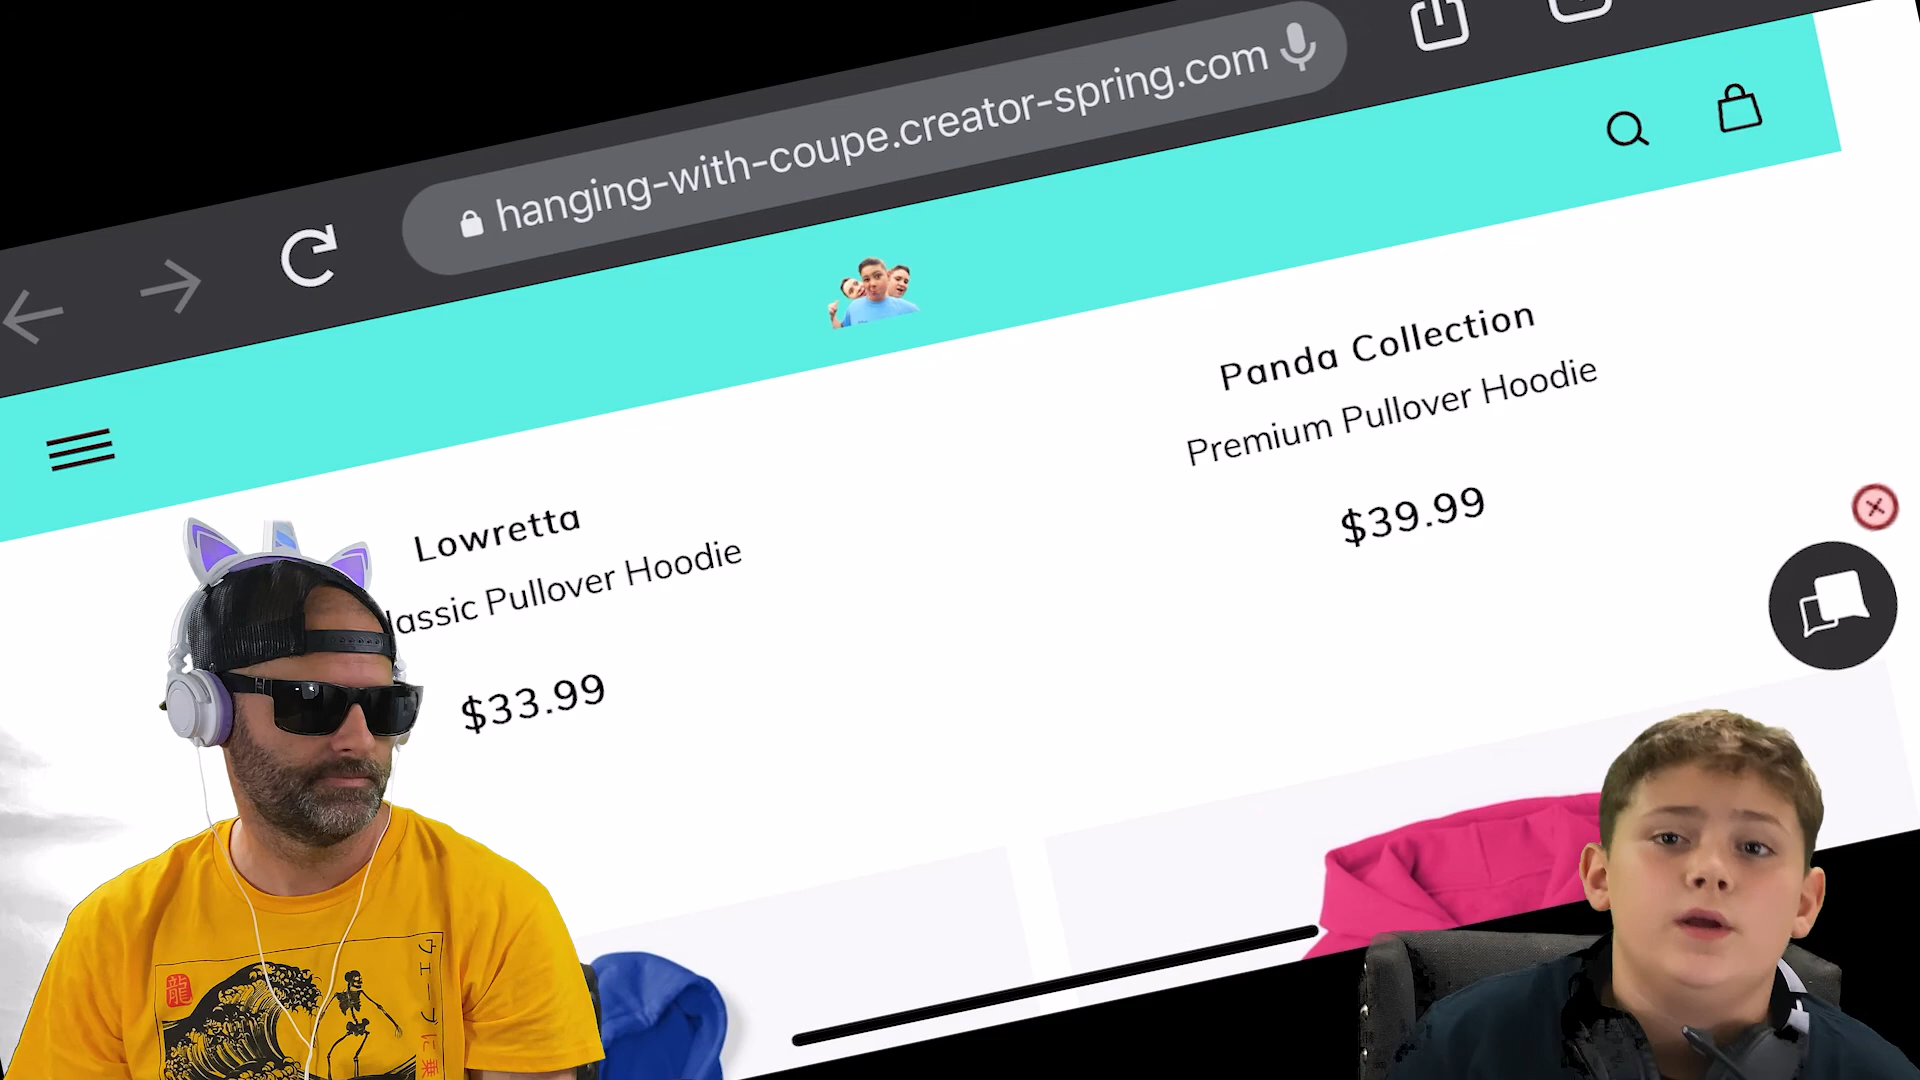 hanging-with-coupe.creator-spring.com
Panda Collection
Premium Pullover Hoodie
$39.99
Lowretta
lassic Pullover Hoodie
$33.99
龍